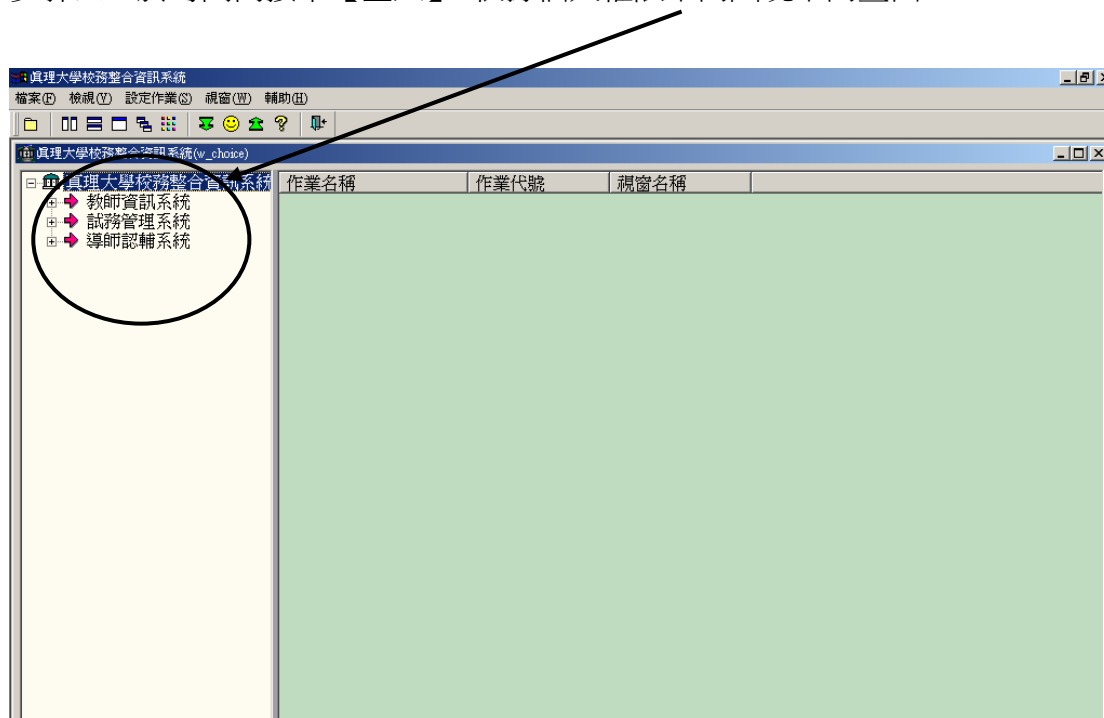 眞理大學校務整合資訊系統
檔案(F) 檢視(V) 設定作業(S) 視窗(W) 輔助(H)
眞理大學校務整合資訊系統(w_choice)
眞理大學校務整合資訊系統
作業名稱 作業代號 視窗名稱
教師資訊系統
試務管理系統
導師認輔系統